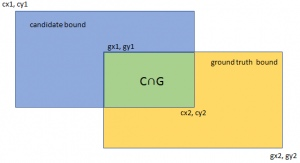 cx1, cy1
candidate bound
gx1, gy1
ground truth bound
C∩G
cx2, cy2
gx2, gy2